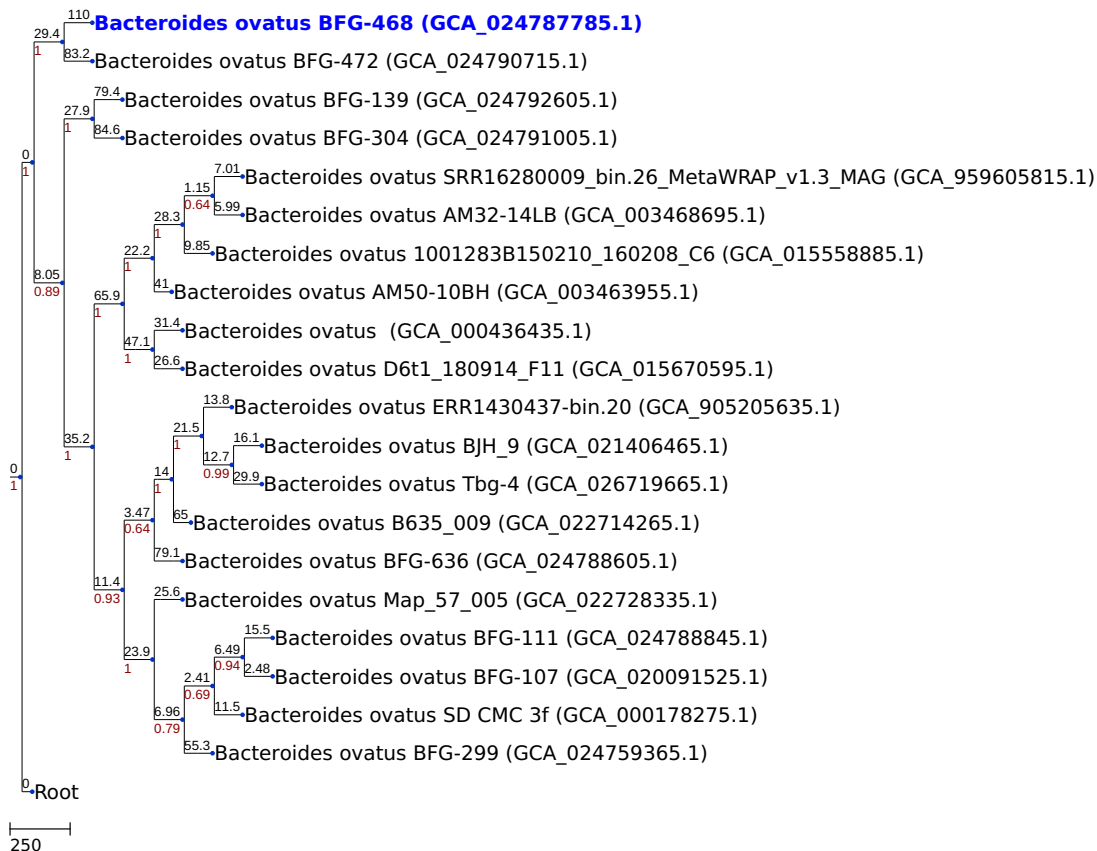 110
Bacteroides ovatus BFG-468 (GCA_024787785.1)
29.4
1
83.2
Bacteroides ovatus BFG-472 (GCA_024790715.1)
79.4
Bacteroides ovatus BFG-139 (GCA_024792605.1)
27.9
1
84.6
Bacteroides ovatus BFG-304 (GCA_024791005.1)
0
1
7.01
Bacteroides ovatus SRR16280009_bin.26_MetaWRAP_v1.3_MAG (GCA_959605815.1)
1.15
0.64
5.99
Bacteroides ovatus AM32-14LB (GCA_003468695.1)
28.3
1
9.85
Bacteroides ovatus 1001283B150210_160208_C6 (GCA_015558885.1)
22.2
1
41
Bacteroides ovatus AM50-10BH (GCA_003463955.1)
8.05
0.89
65.9
1
31.4
Bacteroides ovatus  (GCA_000436435.1)
47.1
1
26.6
Bacteroides ovatus D6t1_180914_F11 (GCA_015670595.1)
13.8
Bacteroides ovatus ERR1430437-bin.20 (GCA_905205635.1)
21.5
1
16.1
Bacteroides ovatus BJH_9 (GCA_021406465.1)
35.2
1
12.7
0.99
29.9
Bacteroides ovatus Tbg-4 (GCA_026719665.1)
0
1
14
1
65
Bacteroides ovatus B635_009 (GCA_022714265.1)
3.47
0.64
79.1
Bacteroides ovatus BFG-636 (GCA_024788605.1)
11.4
0.93
25.6
Bacteroides ovatus Map_57_005 (GCA_022728335.1)
15.5
Bacteroides ovatus BFG-111 (GCA_024788845.1)
23.9
1
6.49
0.94
2.48
Bacteroides ovatus BFG-107 (GCA_020091525.1)
2.41
0.69
11.5
Bacteroides ovatus SD CMC 3f (GCA_000178275.1)
6.96
0.79
55.3
Bacteroides ovatus BFG-299 (GCA_024759365.1)
0
Root
250